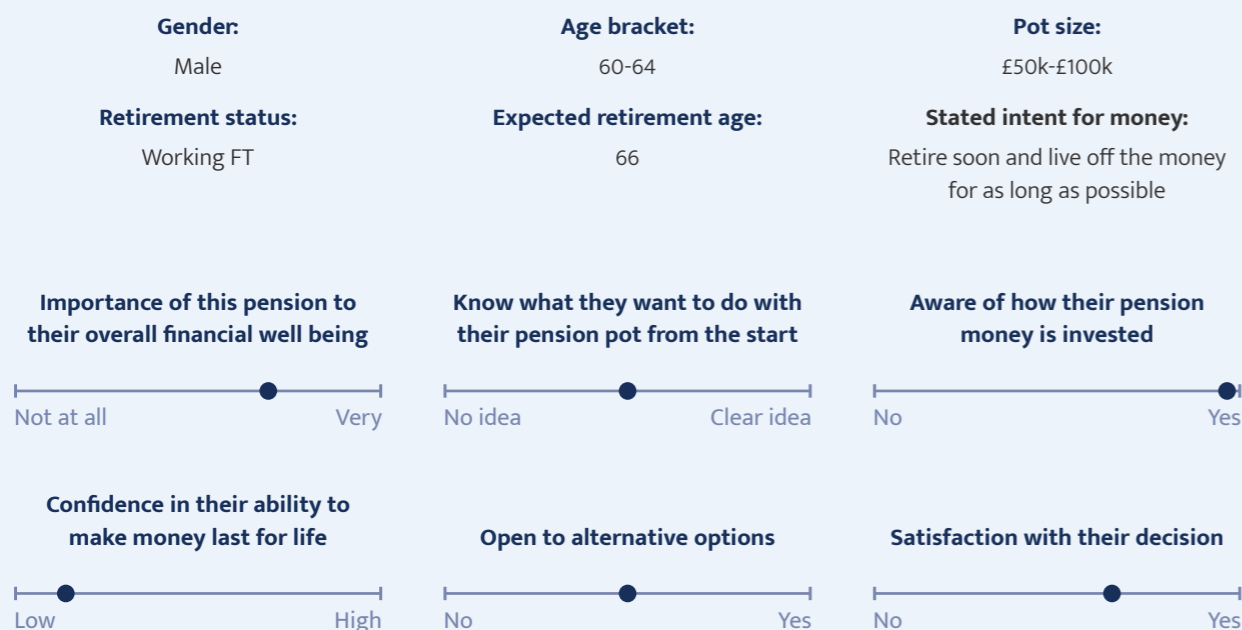 Gender:
Age bracket:
Pot size:
Male
60-64
£50k-£100k
Retirement status:
Expected retirement age:
Stated intent for money:
Working FT
66
Retire soon and live off the money
for as long as possible
Importance of this pension to
their overall financial well being
Know what they want to do with
their pension pot from the start
Aware of how their pension
money is invested
Not at all
Very
No idea
Clear idea
No
Yes
Confidence in their ability to
make money last for life
Open to alternative options
Satisfaction with their decision
Low
High
No
Yes
No
Yes